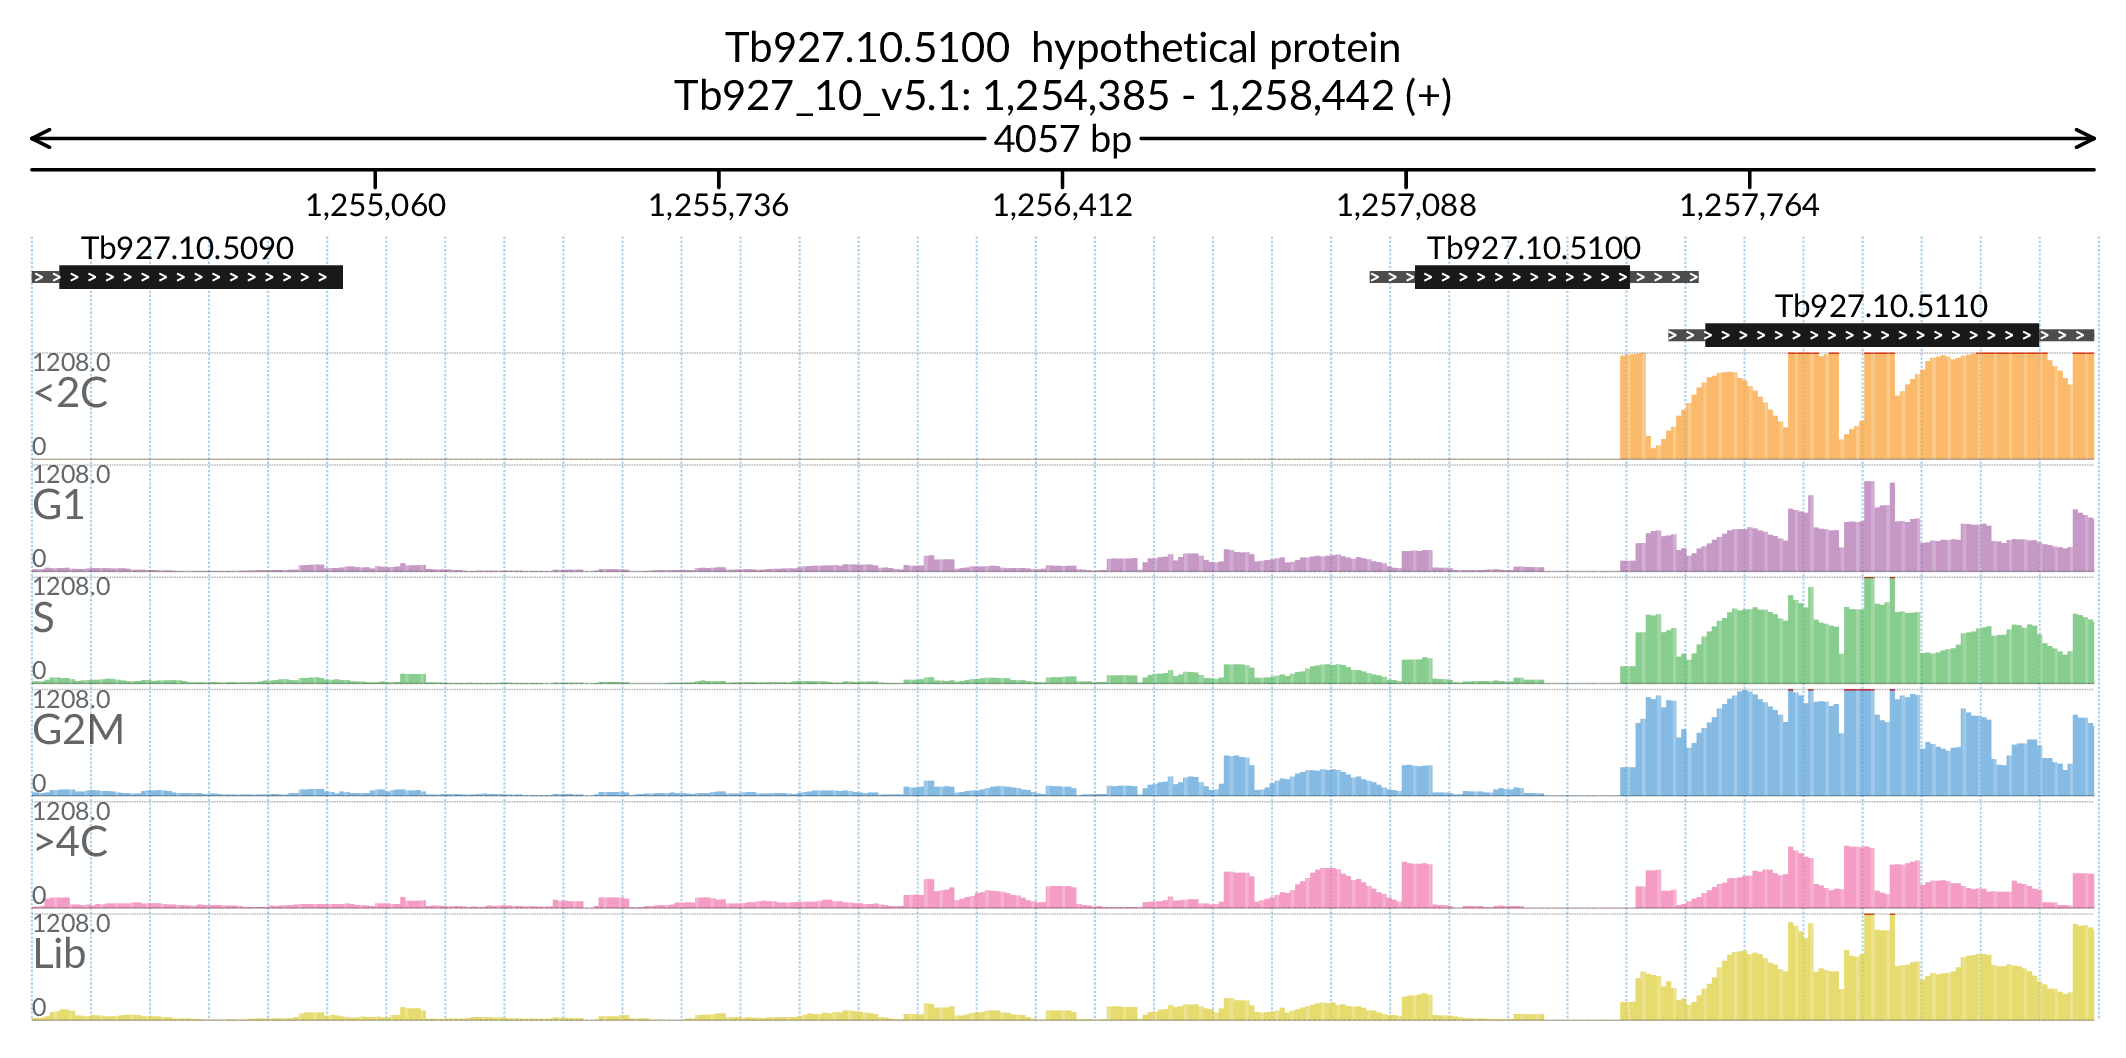 Tb927.10.5100  hypothetical protein
Tb927_10_v5.1: 1,254,385 - 1,258,442 (+)
4057 bp
1,255,060 1,255,736 1,256,412 1,257,088 1,257,764
Tb927.10.5090 Tb927.10.5100
Tb927.10.5110
1208.0
<2C
0
1208.0
G1
0
1208.0
S
0
1208.0
G2M
0
1208.0
>4C
0
1208.0
Lib
0